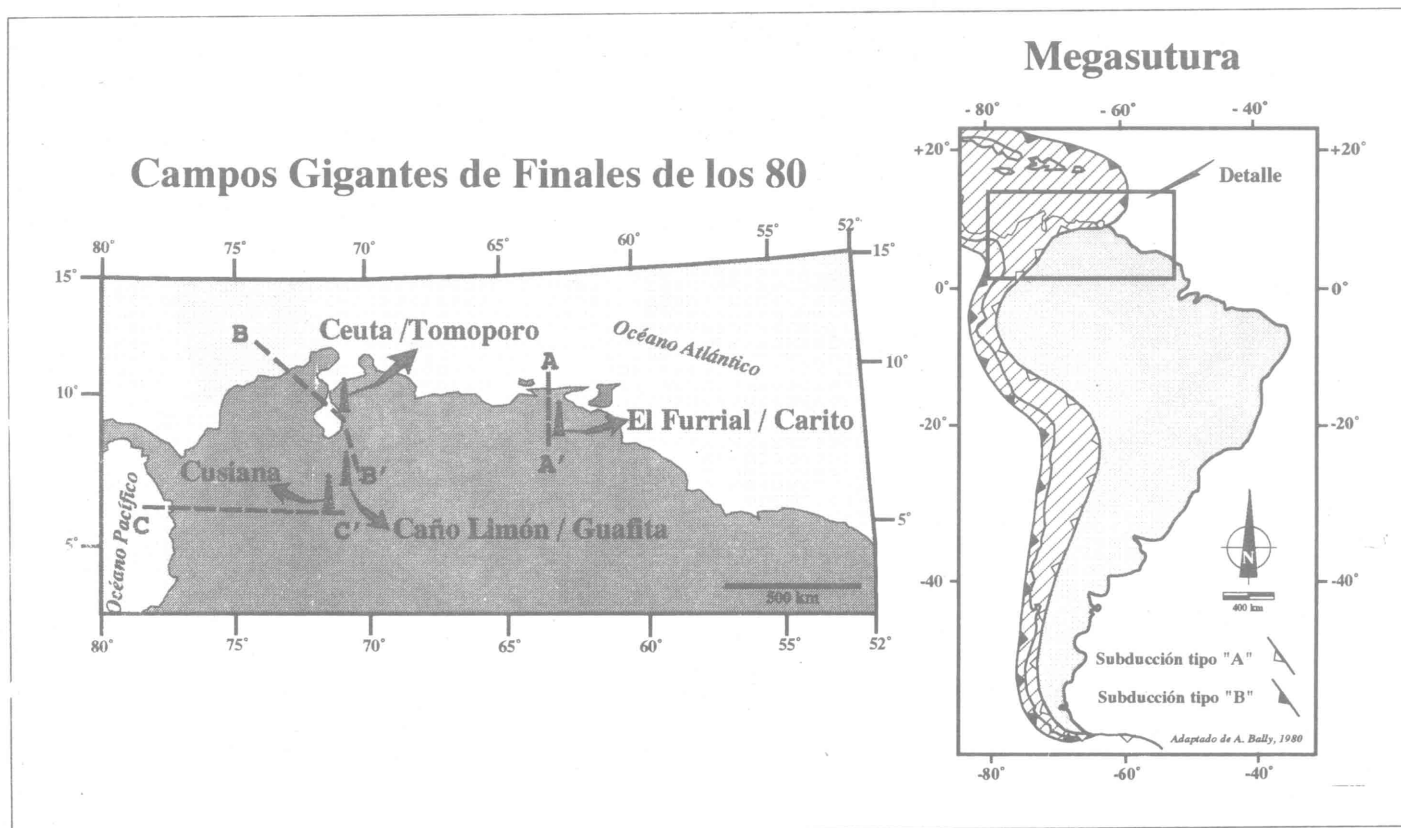 Megasutura
Campos Gigantes de Finales de los 80
80° 75° 70° 65° 60° 55° 52°
15° 15°
B
Ceuta /Tomoporo
Océano Atlántico
10° 10°
A
El Furrial / Carito
A'
Cusiana
B'
Océano Pacífico
C
C'
Caño Limón / Guafita
5° 5°
500 km
80° 75° 70° 65° 60° 55° 52°
- 80° - 60° - 40°
+20° +20°
Detalle
0° 0°
-20° -20°
N
-40 -40°
400 km
Subducción tipo "A"
Subducción tipo "B"
Adaptado de A. Bally, 1980
-80° -60° -40°